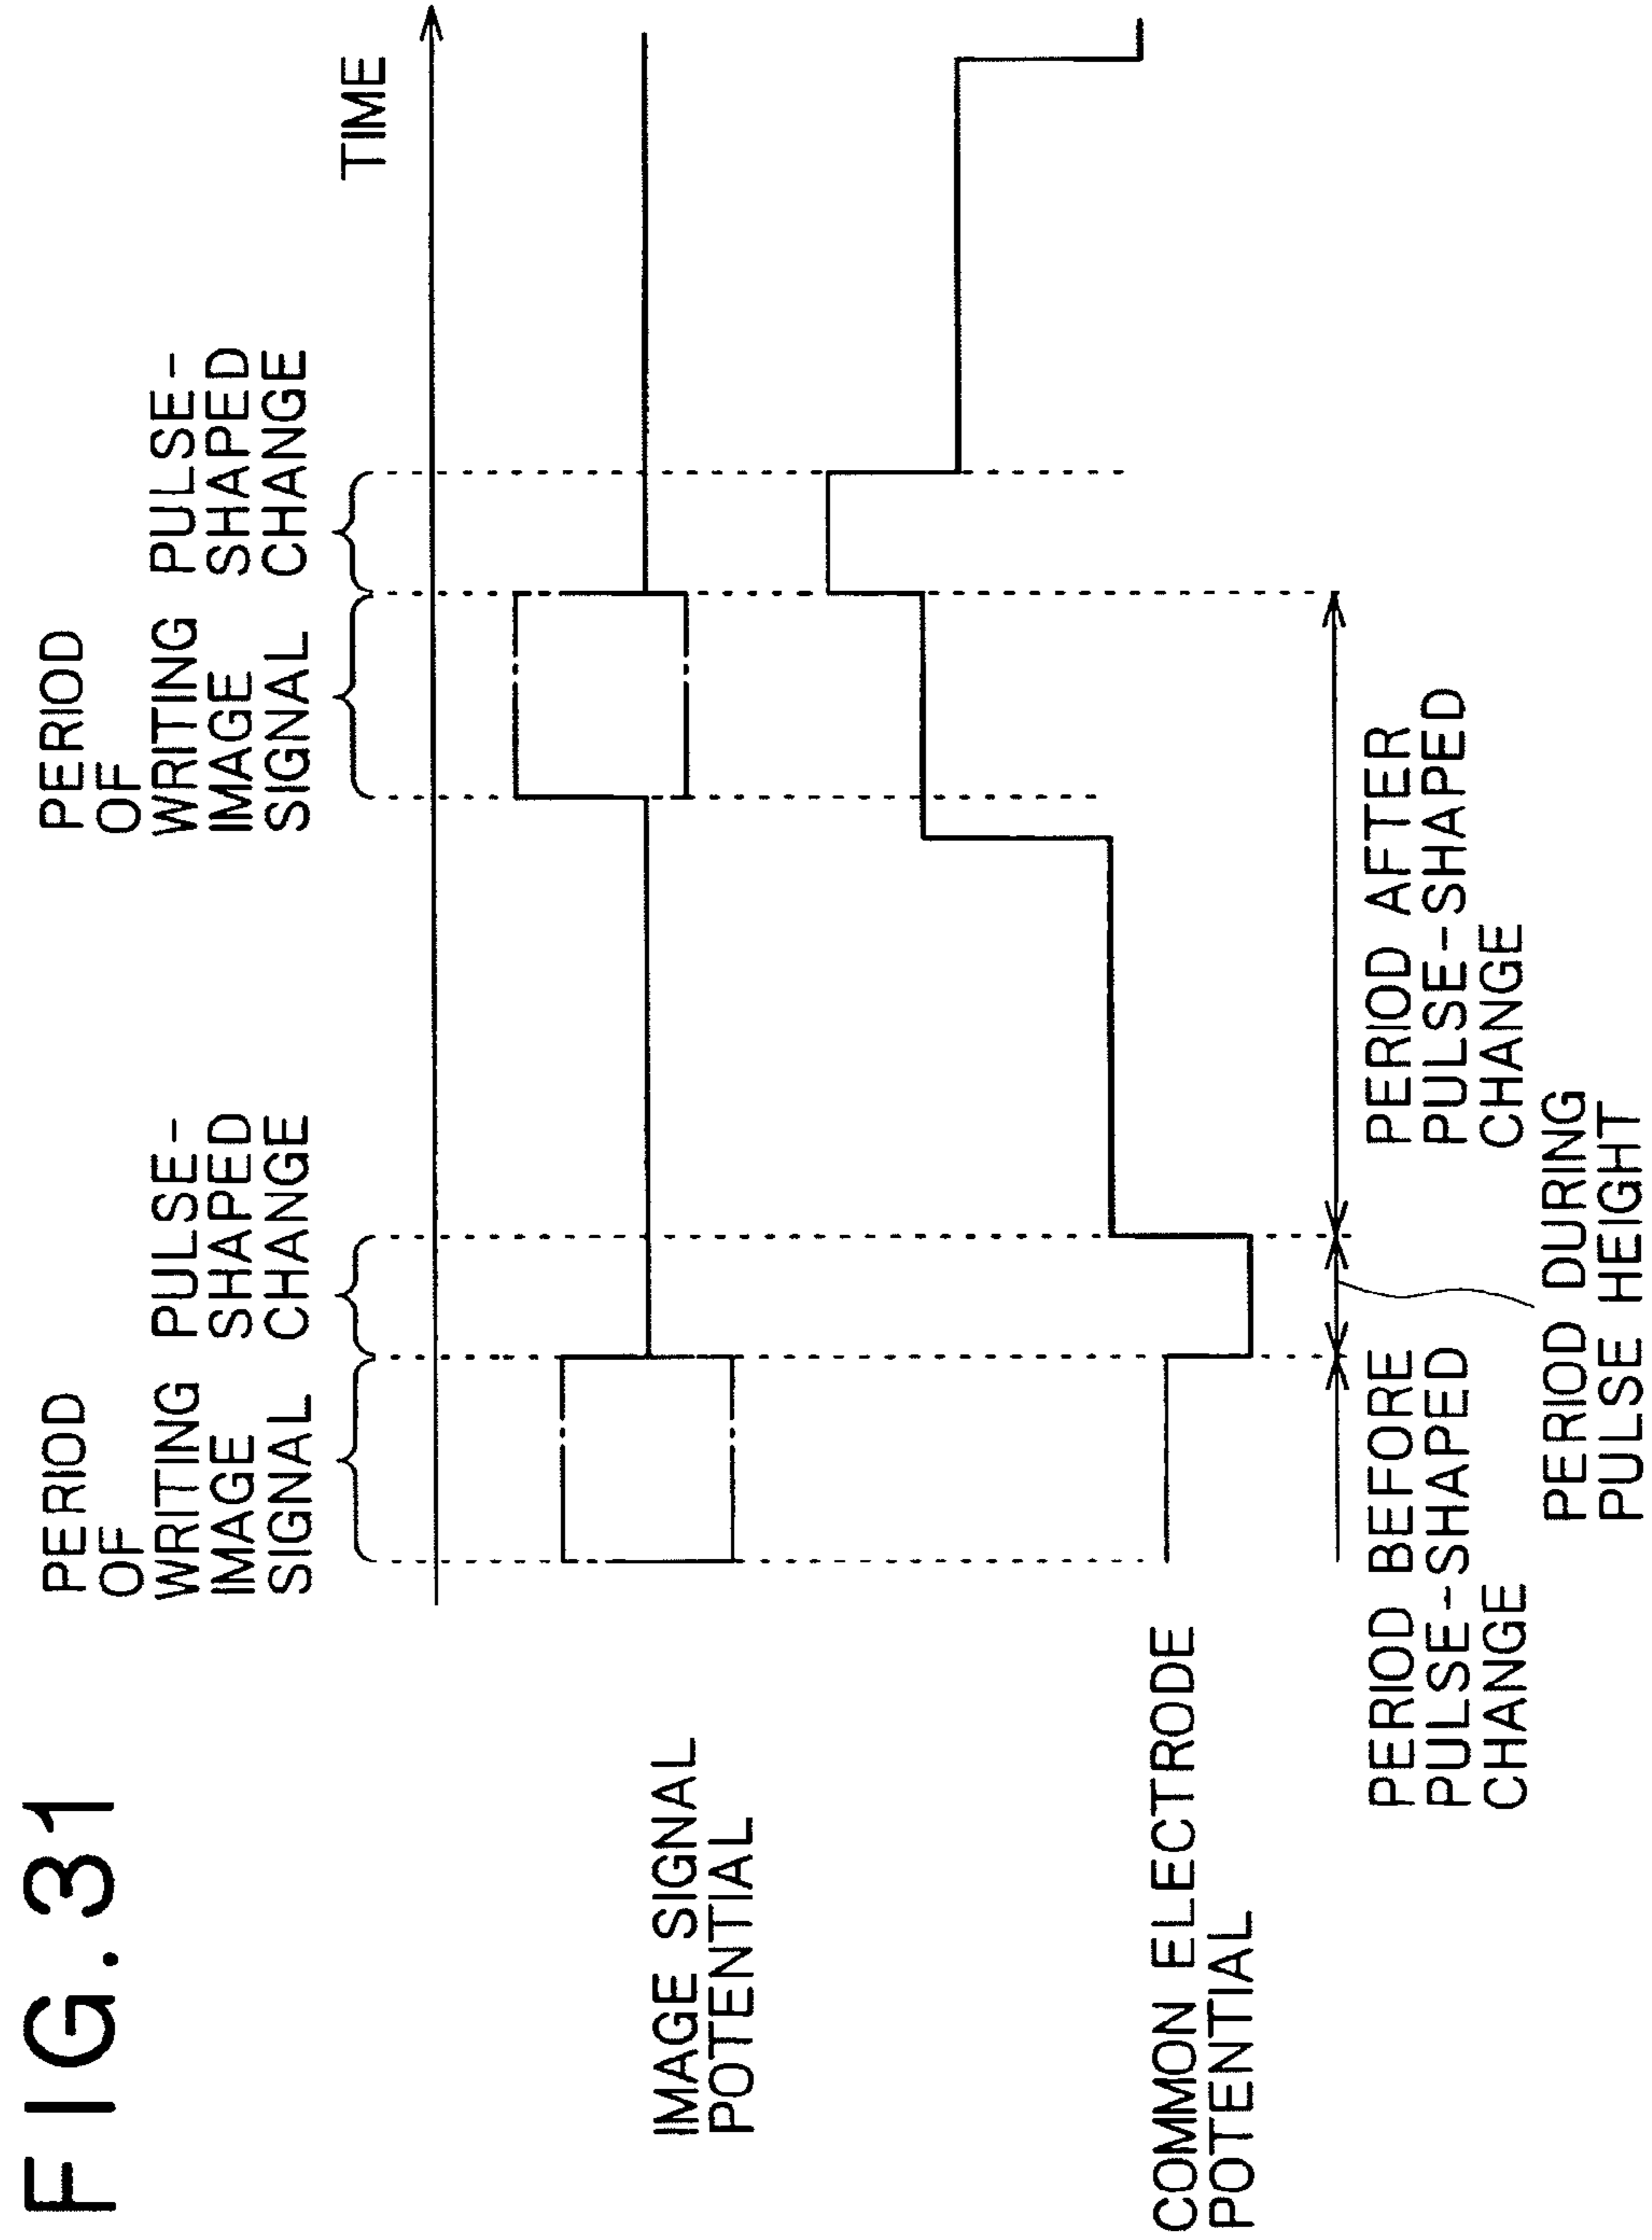 FIG. 31
PERIOD
OF
WRITING
IMAGE
SIGNAL
PULSE-
SHAPED
CHANGE
PERIOD
OF
WRITING
IMAGE
SIGNAL
PULSE-
SHAPED
CHANGE
TIME
IMAGE SIGNAL
POTENTIAL
COMMON ELECTRODE
POTENTIAL
PERIOD BEFORE
PULSE-SHAPED
CHANGE
PERIOD DURING
PULSE HEIGHT
PERIOD AFTER
PULSE-SHAPED
CHANGE